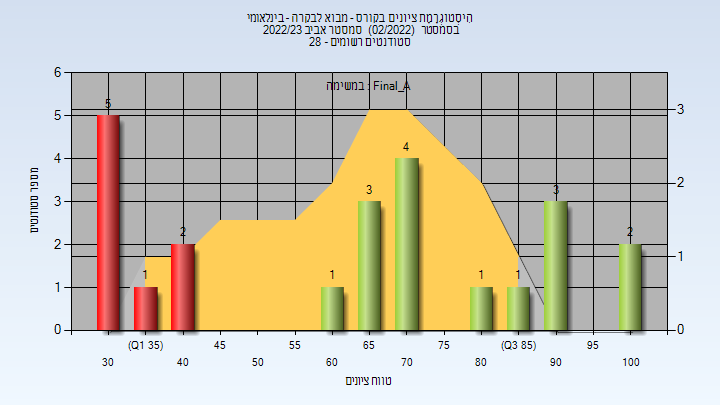 היסטוגרמת ציונים בקורס - מבוא לבקרה - בינלאומי
בסמסטר (02/2022) סמסטר אביב 2022/23
סטודנטים רשומים - 28
במשימה : Final_A
מספר סטודנטים
6
5
4
3
2
1
0
3
2
1
0
5
1
2
1
3
4
1
1
3
2
(Q1 35) 45 55 65 75 (Q3 85) 95
30 40 50 60 70 80 90 100
טווח ציונים